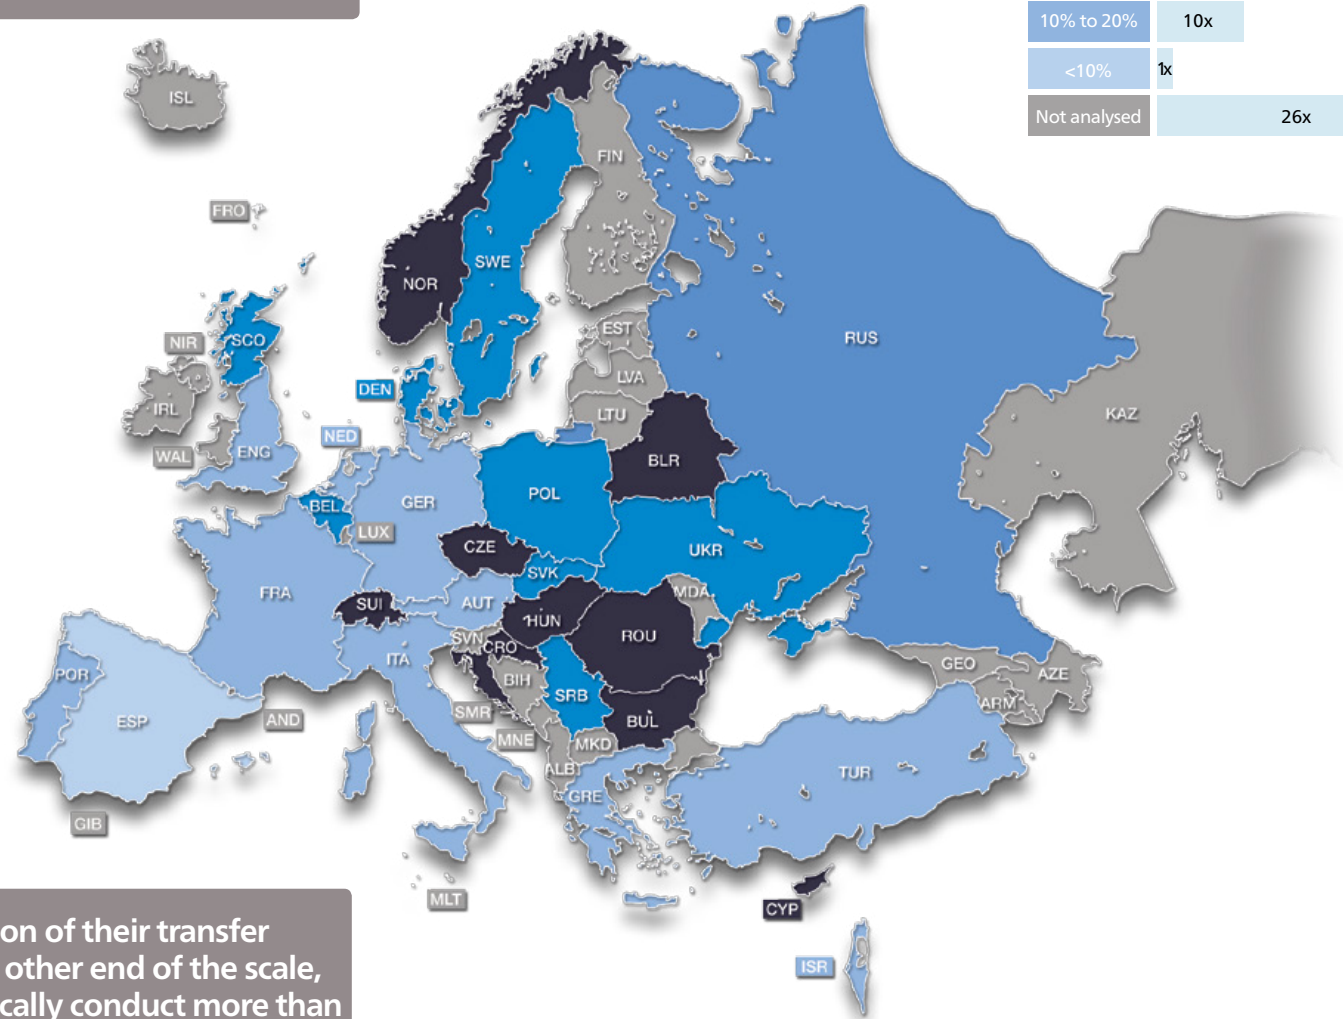 10% to 20% 10x
<10% 1x
Not analysed 26x
ISL
FIN
FRO
SWE
NOR
EST
RUS
NIR
SCO
LVA
DEN
IRL
LTU
KAZ
NED
WAL
ENG
BLR
GER
POL
BEL
LUX
CZE
UKR
SVK
FRA
MDA
SUI
AUT
HUN
SVN
ROU
CRO
ITA
GEO
POR
BIH
AZE
SRB
ARM
ESP
SMR
AND
BUL
MNE
MKD
ALB
TUR
GRE
GIB
MLT
CYP
ISR
on of their transfer
other end of the scale,
cally conduct more than